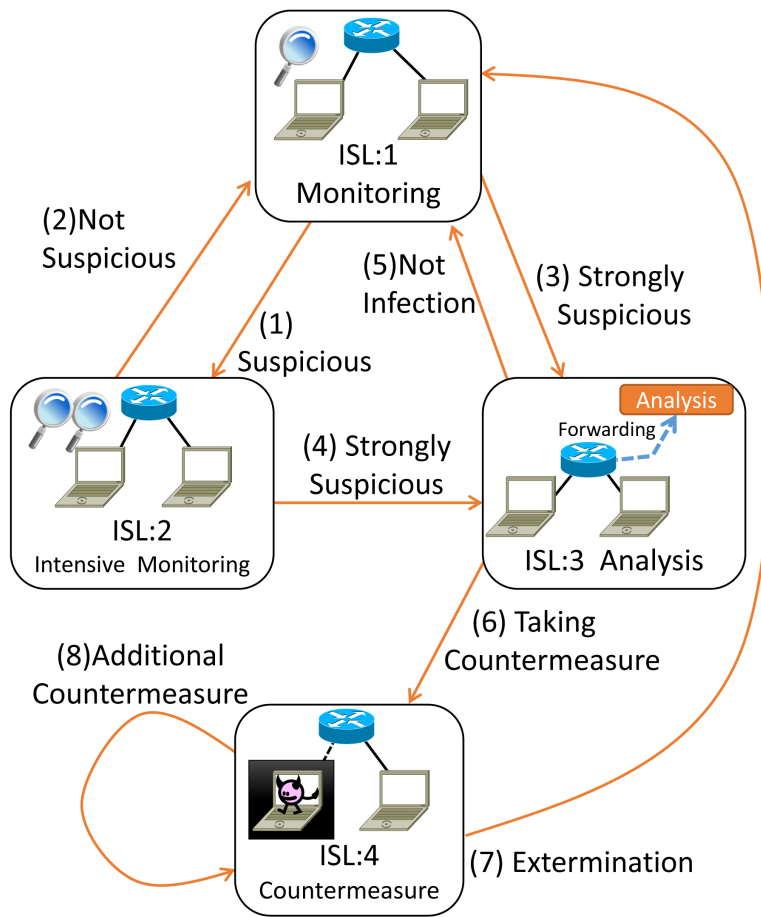 ISL:1
Monitoring
(2)Not
Suspicious
(5)Not
Infection
(3) Strongly
Suspicious
(1)
Suspicious
Analysis
Forwarding
(4) Strongly
Suspicious
ISL:2
Intensive Monitoring
ISL:3 Analysis
(6) Taking
Countermeasure
(8)Additional
Countermeasure
ISL:4
Countermeasure
(7) Extermination